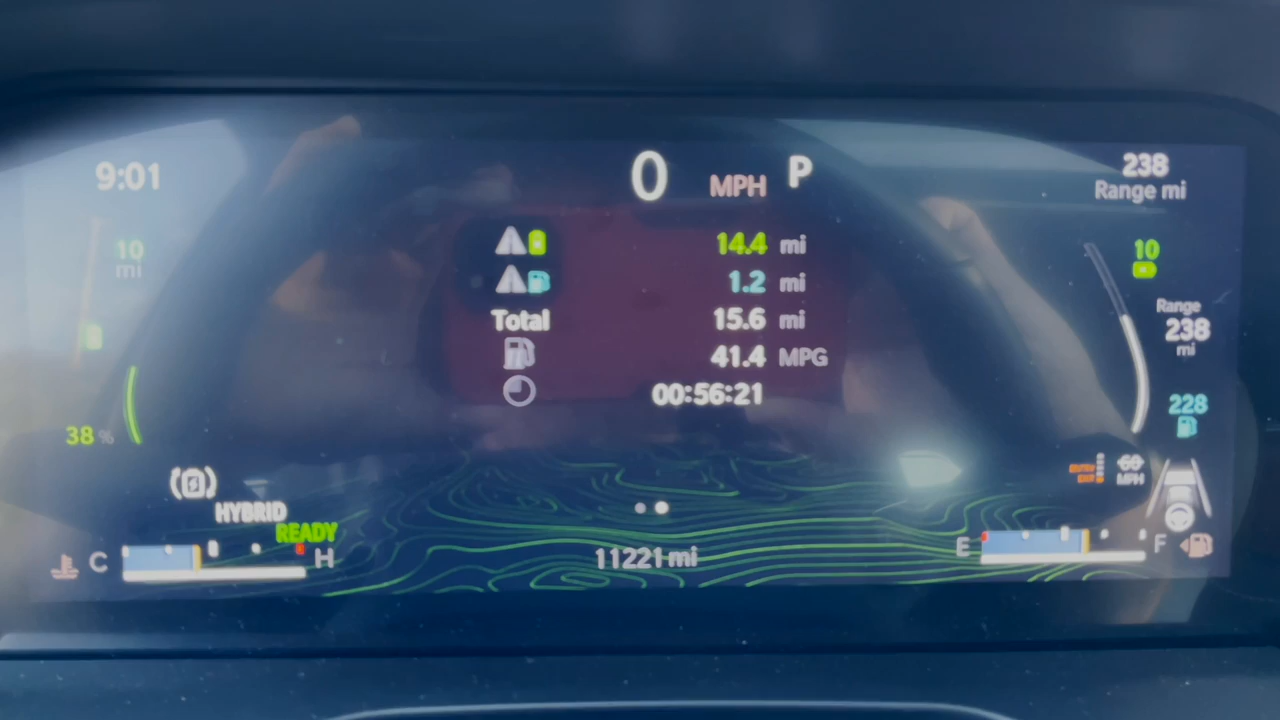 9:01
0 MPH P
238
Range mi
10
mi
14.4 mi
1.2 mi
Total 15.6 mi
41.4 MPG
00:56:21
10
Range
238
mi
228
38 %
HYBRID
READY
C H
11221 mi
E F
MPH